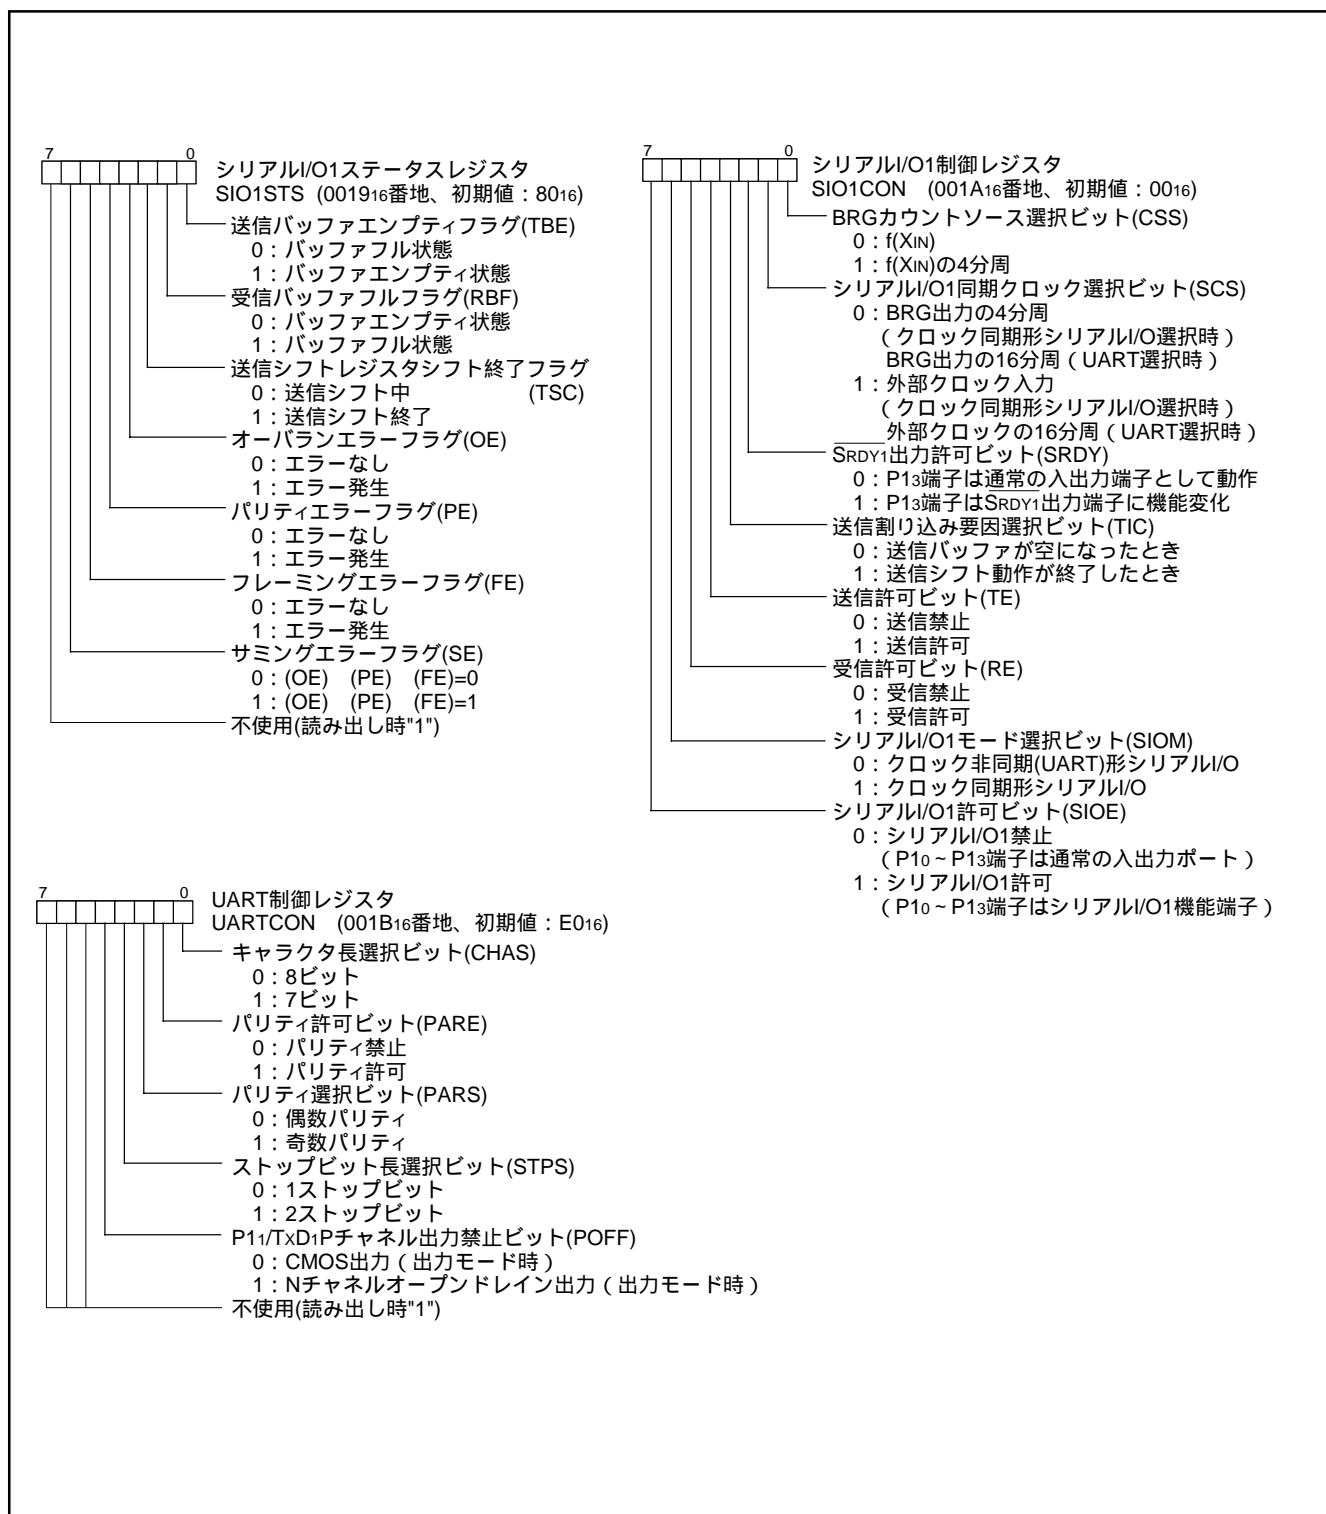 7 0
シリアルI/O1ステータスレジスタ
SIO1STS (001916番地、初期値：8016)
送信バッファエンプティフラグ(TBE)
0：バッファフル状態
1：バッファエンプティ状態
受信バッファフルフラグ(RBF)
0：バッファエンプティ状態
1：バッファフル状態
送信シフトレジスタシフト終了フラグ
0：送信シフト中 (TSC)
1：送信シフト終了
オーバランエラーフラグ(OE)
0：エラーなし
1：エラー発生
パリティエラーフラグ(PE)
0：エラーなし
1：エラー発生
フレーミングエラーフラグ(FE)
0：エラーなし
1：エラー発生
サミングエラーフラグ(SE)
0：(OE) (PE) (FE)=0
1：(OE) (PE) (FE)=1
不使用(読み出し時"1")
7 0
シリアルI/O1制御レジスタ
SIO1CON (001A16番地、初期値：0016)
BRGカウントソース選択ビット(CSS)
0：f(XIN)
1：f(XIN)の4分周
シリアルI/O1同期クロック選択ビット(SCS)
0：BRG出力の4分周
（クロック同期形シリアルI/O選択時）
BRG出力の16分周（UART選択時）
1：外部クロック入力
（クロック同期形シリアルI/O選択時）
外部クロックの16分周（UART選択時）
SRDY1出力許可ビット(SRDY)
0：P13端子は通常の入出力端子として動作
1：P13端子はSRDY1出力端子に機能変化
送信割り込み要因選択ビット(TIC)
0：送信バッファが空になったとき
1：送信シフト動作が終了したとき
送信許可ビット(TE)
0：送信禁止
1：送信許可
受信許可ビット(RE)
0：受信禁止
1：受信許可
シリアルI/O1モード選択ビット(SIOM)
0：クロック非同期(UART)形シリアルI/O
1：クロック同期形シリアルI/O
シリアルI/O1許可ビット(SIOE)
0：シリアルI/O1禁止
（P10～P13端子は通常の入出力ポート）
1：シリアルI/O1許可
（P10～P13端子はシリアルI/O1機能端子）
7 0
UART制御レジスタ
UARTCON (001B16番地、初期値：E016)
キャラクタ長選択ビット(CHAS)
0：8ビット
1：7ビット
パリティ許可ビット(PARE)
0：パリティ禁止
1：パリティ許可
パリティ選択ビット(PARS)
0：偶数パリティ
1：奇数パリティ
ストップビット長選択ビット(STPS)
0：1ストップビット
1：2ストップビット
P11/TXD1Pチャネル出力禁止ビット(POFF)
0：CMOS出力（出力モード時）
1：Nチャネルオープンドレイン出力（出力モード時）
不使用(読み出し時"1")